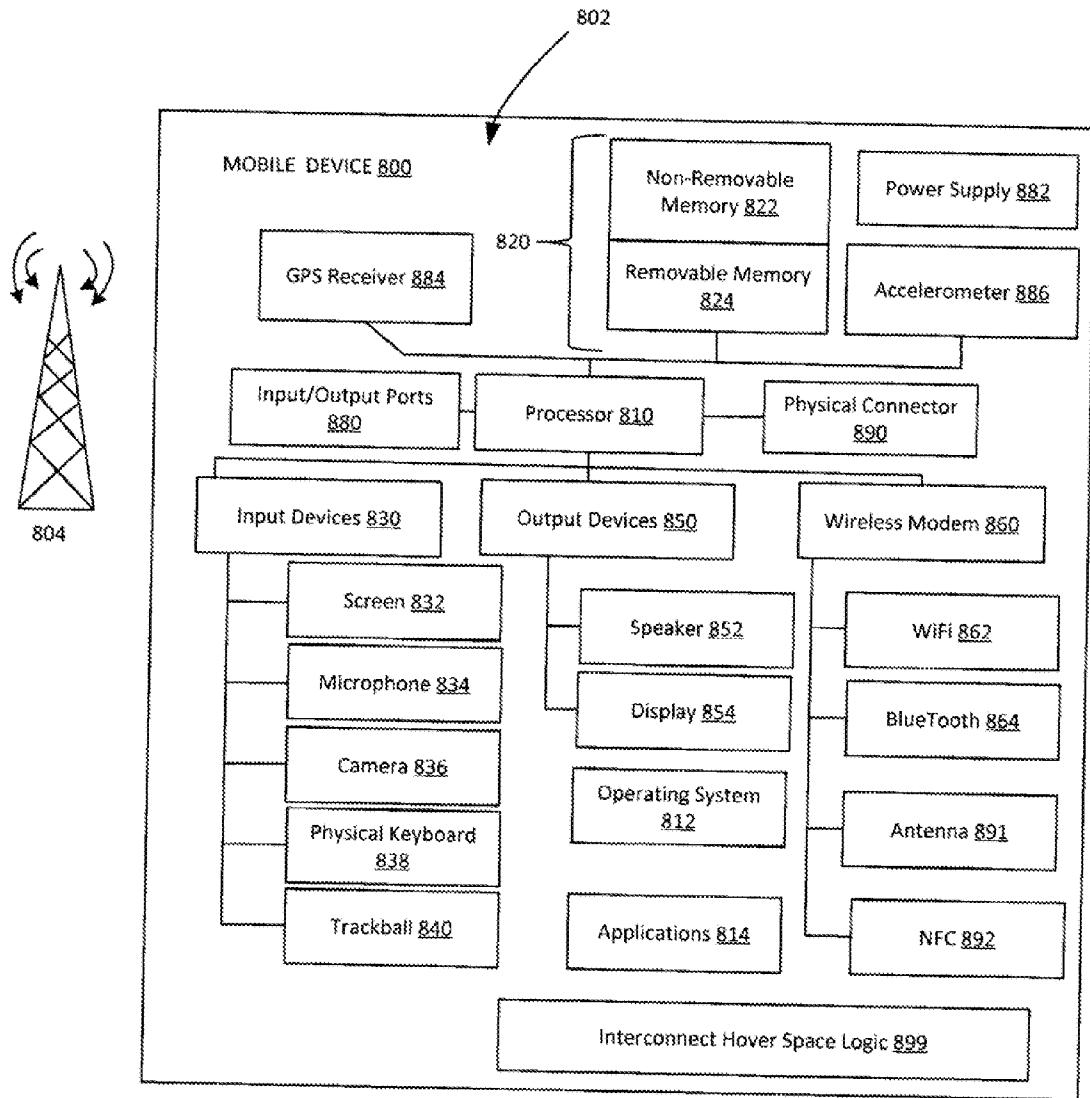 802
MOBILE DEVICE 800
Non-Removable
Memory 822
Power Supply 882
820
GPS Receiver 884
Removable Memory
824
Accelerometer 886
Input/Output Ports
880
Processor 810
Physical Connector
890
804
Input Devices 830
Output Devices 850
Wireless Modem 860
Screen 832
Speaker 852
WiFi 862
Microphone 834
Display 854
BlueTooth 864
Camera 836
Operating System
812
Antenna 891
Physical Keyboard
838
Trackball 840
Applications 814
NFC 892
Interconnect Hover Space Logic 899